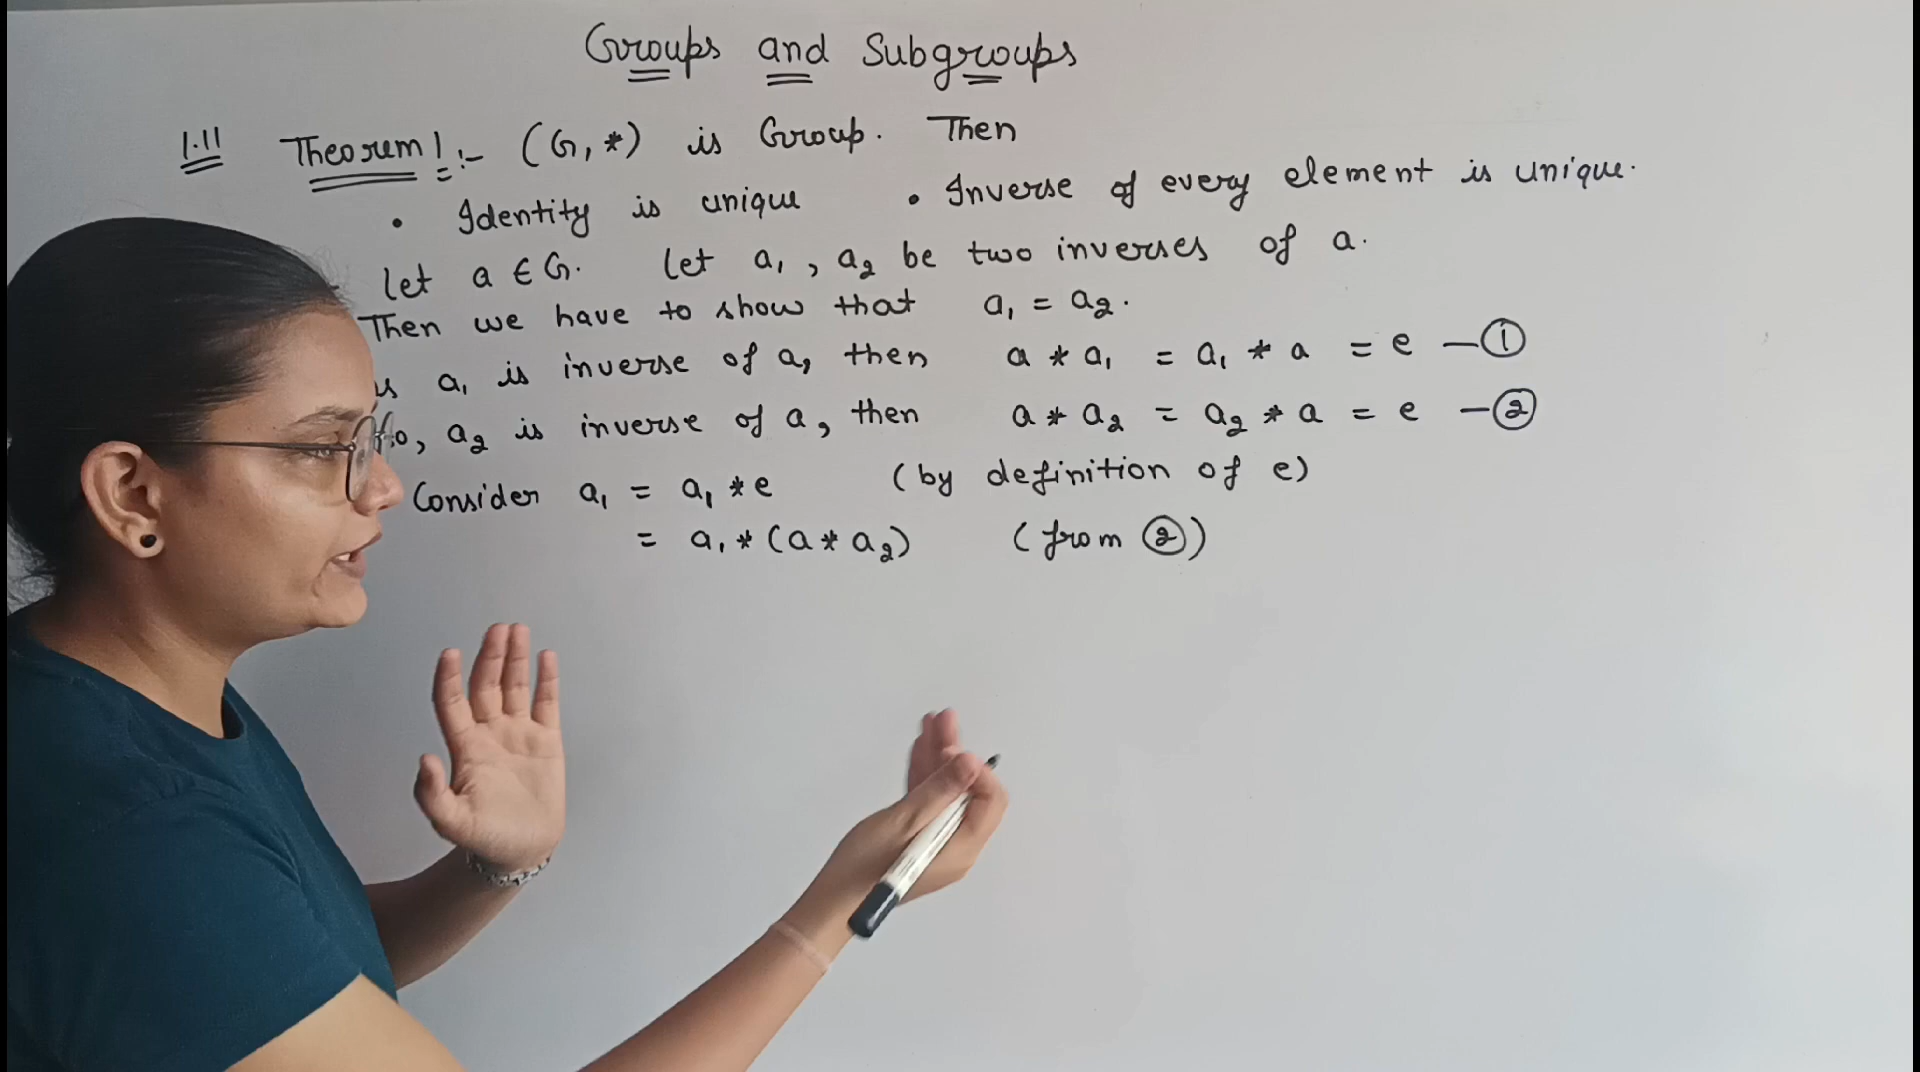 Groups and Subgroups
1.11 Theorem 1 :- (G, *) is Group. Then
• Identity is unique • Inverse of every element is unique.
let a ∈ G. Let a₁, a₂ be two inverses of a.
Then we have to show that a₁ = a₂.
a₁ is inverse of a, then a * a₁ = a₁ * a = e — ①
, a₂ is inverse of a, then a * a₂ = a₂ * a = e — ②
Consider a₁ = a₁ * e (by definition of e)
= a₁ * (a * a₂) (from ②)